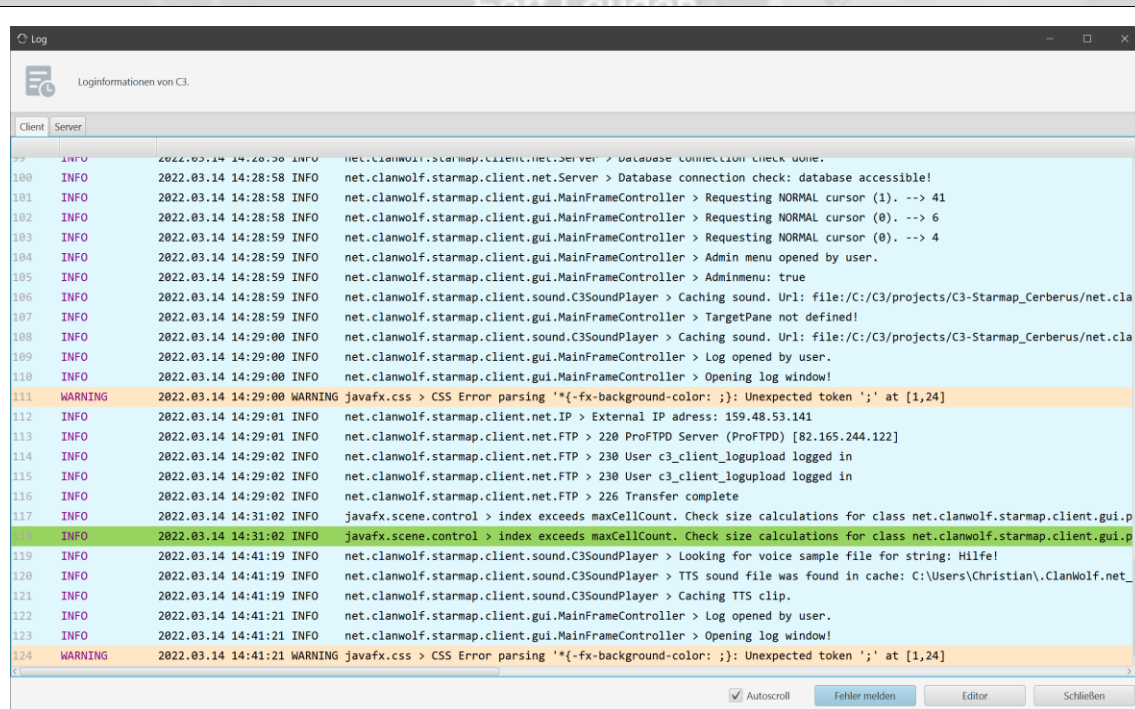 Log
Loginformationen von C3.
Client Server
99 INFO 2022.03.14 14:28:58 INFO net.clanwolf.starmap.client.net.Server > Database connection check done.
100 INFO 2022.03.14 14:28:58 INFO net.clanwolf.starmap.client.net.Server > Database connection check: database accessible!
101 INFO 2022.03.14 14:28:58 INFO net.clanwolf.starmap.client.gui.MainFrameController > Requesting NORMAL cursor (1). --> 41
102 INFO 2022.03.14 14:28:58 INFO net.clanwolf.starmap.client.gui.MainFrameController > Requesting NORMAL cursor (0). --> 6
103 INFO 2022.03.14 14:28:59 INFO net.clanwolf.starmap.client.gui.MainFrameController > Requesting NORMAL cursor (0). --> 4
104 INFO 2022.03.14 14:28:59 INFO net.clanwolf.starmap.client.gui.MainFrameController > Admin menu opened by user.
105 INFO 2022.03.14 14:28:59 INFO net.clanwolf.starmap.client.gui.MainFrameController > Adminmenu: true
106 INFO 2022.03.14 14:28:59 INFO net.clanwolf.starmap.client.sound.C3SoundPlayer > Caching sound. Url: file:/C:/C3/projects/C3-Starmap_Cerberus/net.cla
107 INFO 2022.03.14 14:28:59 INFO net.clanwolf.starmap.client.gui.MainFrameController > TargetPane not defined!
108 INFO 2022.03.14 14:29:00 INFO net.clanwolf.starmap.client.sound.C3SoundPlayer > Caching sound. Url: file:/C:/C3/projects/C3-Starmap_Cerberus/net.cla
109 INFO 2022.03.14 14:29:00 INFO net.clanwolf.starmap.client.gui.MainFrameController > Log opened by user.
110 INFO 2022.03.14 14:29:00 INFO net.clanwolf.starmap.client.gui.MainFrameController > Opening log window!
111 WARNING 2022.03.14 14:29:00 WARNING javafx.css > CSS Error parsing '*{-fx-background-color: ;}: Unexpected token ';' at [1,24]
112 INFO 2022.03.14 14:29:01 INFO net.clanwolf.starmap.client.net.IP > External IP adress: 159.48.53.141
113 INFO 2022.03.14 14:29:01 INFO net.clanwolf.starmap.client.net.FTP > 220 ProFTPD Server (ProFTPD) [82.165.244.122]
114 INFO 2022.03.14 14:29:02 INFO net.clanwolf.starmap.client.net.FTP > 230 User c3_client_logupload logged in
115 INFO 2022.03.14 14:29:02 INFO net.clanwolf.starmap.client.net.FTP > 230 User c3_client_logupload logged in
116 INFO 2022.03.14 14:29:02 INFO net.clanwolf.starmap.client.net.FTP > 226 Transfer complete
117 INFO 2022.03.14 14:31:02 INFO javafx.scene.control > index exceeds maxCellCount. Check size calculations for class net.clanwolf.starmap.client.gui.p
118 INFO 2022.03.14 14:31:02 INFO javafx.scene.control > index exceeds maxCellCount. Check size calculations for class net.clanwolf.starmap.client.gui.p
119 INFO 2022.03.14 14:41:19 INFO net.clanwolf.starmap.client.sound.C3SoundPlayer > Looking for voice sample file for string: Hilfe!
120 INFO 2022.03.14 14:41:19 INFO net.clanwolf.starmap.client.sound.C3SoundPlayer > TTS sound file was found in cache: C:\Users\Christian\.ClanWolf.net_
121 INFO 2022.03.14 14:41:19 INFO net.clanwolf.starmap.client.sound.C3SoundPlayer > Caching TTS clip.
122 INFO 2022.03.14 14:41:21 INFO net.clanwolf.starmap.client.gui.MainFrameController > Log opened by user.
123 INFO 2022.03.14 14:41:21 INFO net.clanwolf.starmap.client.gui.MainFrameController > Opening log window!
124 WARNING 2022.03.14 14:41:21 WARNING javafx.css > CSS Error parsing '*{-fx-background-color: ;}: Unexpected token ';' at [1,24]
Autoscroll Fehler melden Editor Schließen